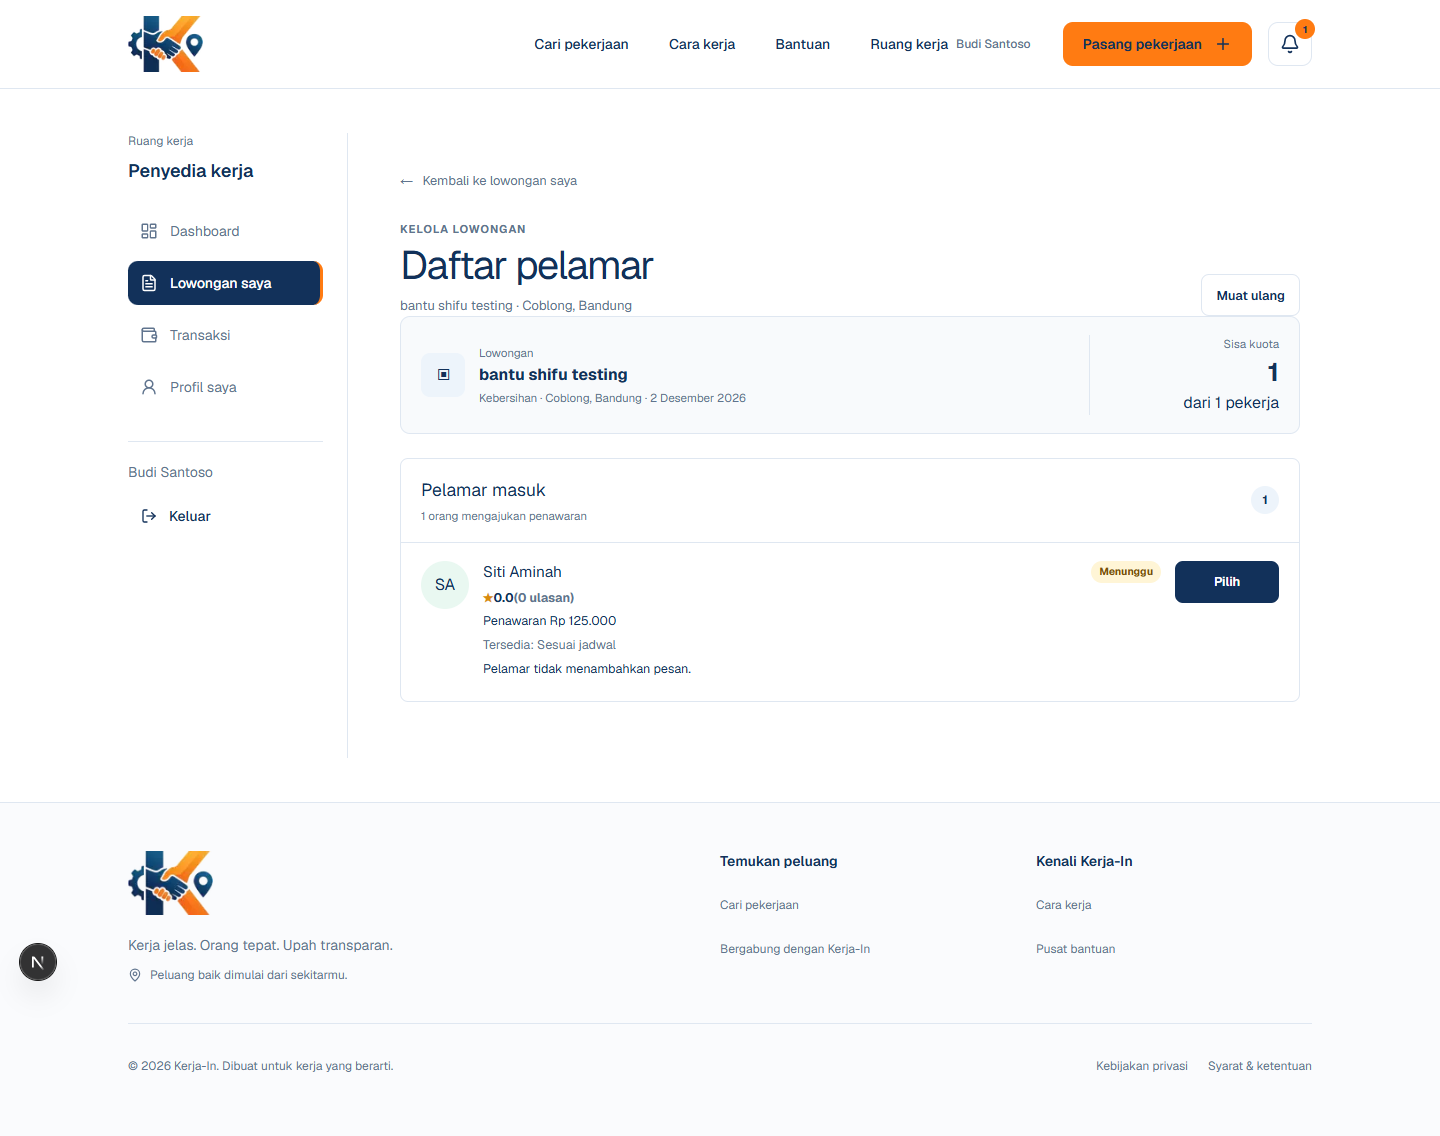 Cari pekerjaan
Cara kerja
Bantuan
Ruang kerja Budi Santoso
Pasang pekerjaan
1
Ruang kerja
Penyedia kerja
Dashboard
Lowongan saya
Transaksi
Profil saya
Budi Santoso
Keluar
← Kembali ke lowongan saya
KELOLA LOWONGAN
Daftar pelamar
bantu shifu testing · Coblong, Bandung
Muat ulang
Lowongan
bantu shifu testing
Kebersihan · Coblong, Bandung · 2 Desember 2026
Sisa kuota
1
dari 1 pekerja
Pelamar masuk
1 orang mengajukan penawaran
1
SA
Siti Aminah
★0.0(0 ulasan)
Penawaran Rp 125.000
Tersedia: Sesuai jadwal
Pelamar tidak menambahkan pesan.
Menunggu
Pilih
Kerja jelas. Orang tepat. Upah transparan.
Peluang baik dimulai dari sekitarmu.
Temukan peluang
Cari pekerjaan
Bergabung dengan Kerja-In
Kenali Kerja-In
Cara kerja
Pusat bantuan
N
© 2026 Kerja-In. Dibuat untuk kerja yang berarti.
Kebijakan privasi
Syarat & ketentuan